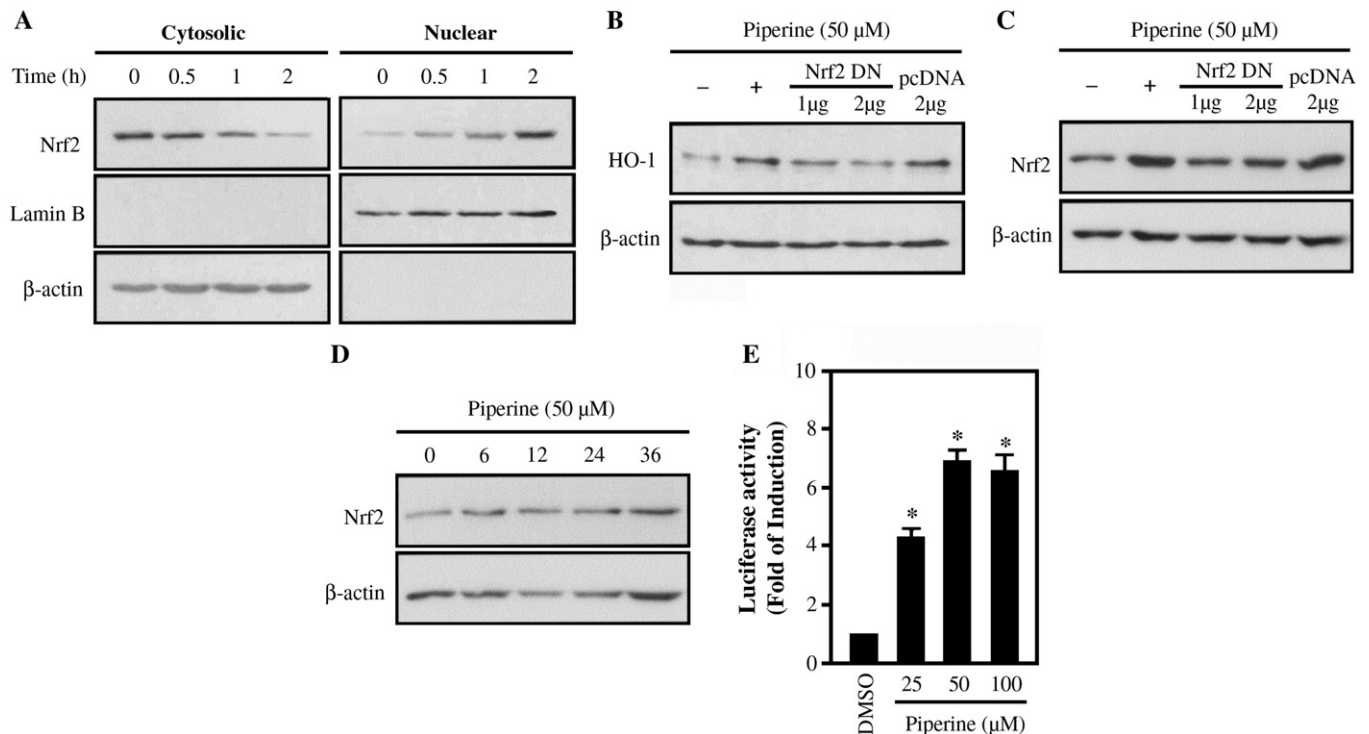 A
Cytosolic
Nuclear
Time (h) 0 0.5 1 2 0 0.5 1 2
Nrf2
Lamin B
β-actin
B
Piperine (50 μM)
– + Nrf2 DN pcDNA
1μg 2μg 2μg
HO-1
β-actin
C
Piperine (50 μM)
– + Nrf2 DN pcDNA
1μg 2μg 2μg
Nrf2
β-actin
D
Piperine (50 μM)
0 6 12 24 36
Nrf2
β-actin
E
Luciferase activity
(Fold of Induction)
10
8
6
4
2
0
* * *
DMSO 25 50 100
Piperine (μM)